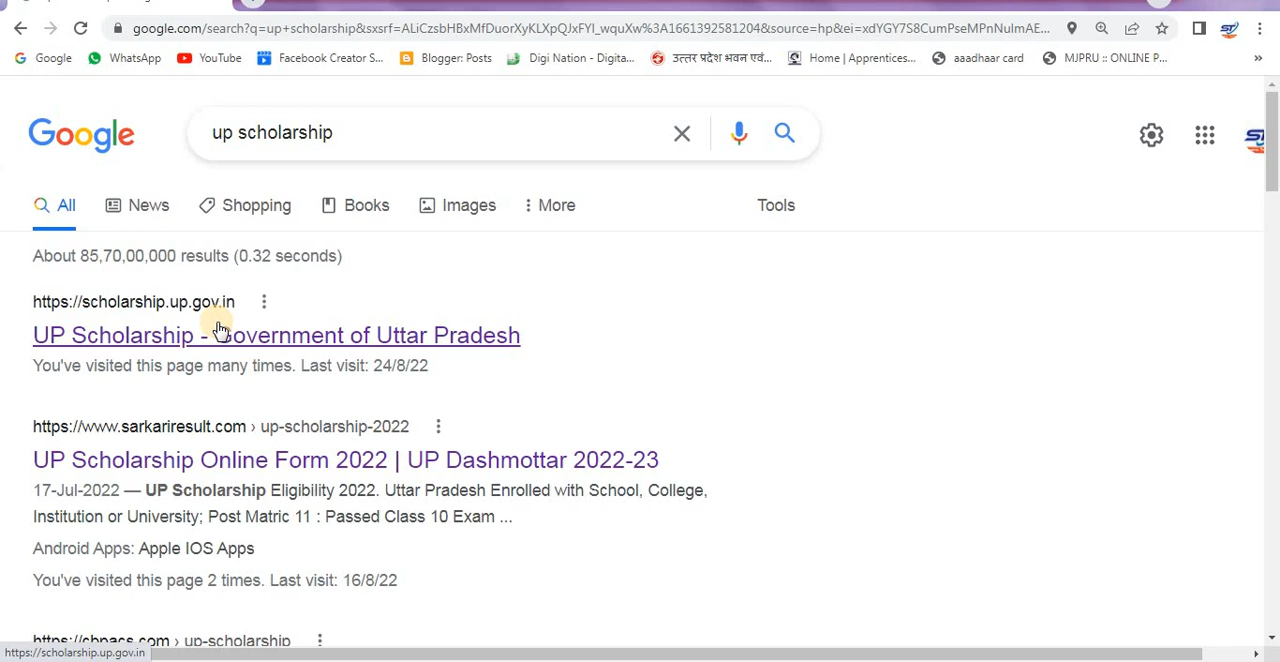 google.com/search?q=up+scholarship&sxsrf=ALiCzsbHBxMfDuorXyKLXpQJxFYl_wquXw%3A1661392581204&source=hp&ei=xdYGY7S8CumPseMPnNulmAE...
Google WhatsApp YouTube Facebook Creator S... Blogger: Posts Digi Nation - Digita... उत्तर प्रदेश भवन एवं... Home | Apprentices... aaadhaar card MJPRU :: ONLINE P... »
Google up scholarship
All News Shopping Books Images More Tools
About 85,70,00,000 results (0.32 seconds)
https://scholarship.up.gov.in
UP Scholarship - Government of Uttar Pradesh
You've visited this page many times. Last visit: 24/8/22
https://www.sarkariresult.com › up-scholarship-2022
UP Scholarship Online Form 2022 | UP Dashmottar 2022-23
17-Jul-2022 — UP Scholarship Eligibility 2022. Uttar Pradesh Enrolled with School, College,
Institution or University; Post Matric 11 : Passed Class 10 Exam ...
Android Apps: Apple IOS Apps
You've visited this page 2 times. Last visit: 16/8/22
https://cbpacs.com › up-scholarship
https://scholarship.up.gov.in